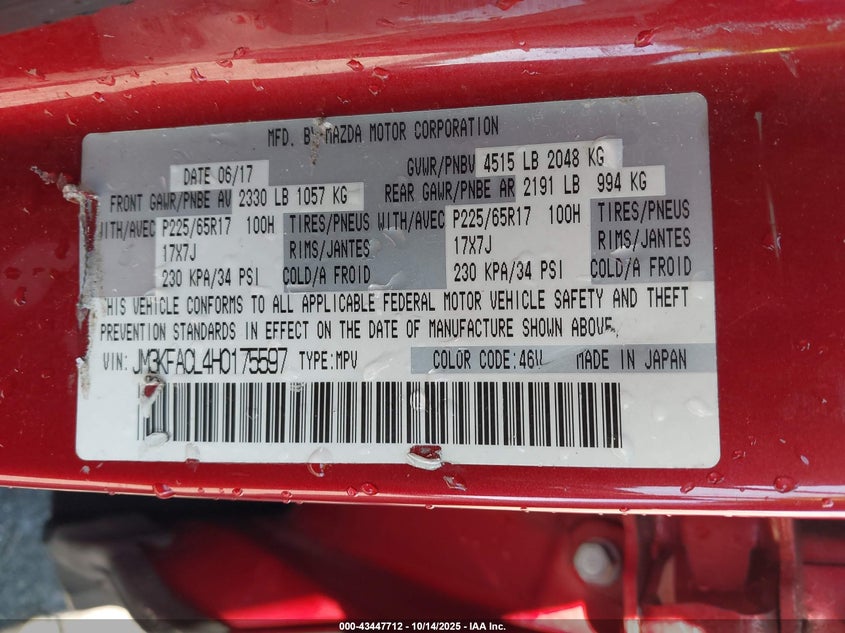 MFD. BY MAZDA MOTOR CORPORATION
DATE 06/17 GVWR/PNBV 4515 LB 2048 KG
FRONT GAWR/PNBE AV 2330 LB 1057 KG REAR GAWR/PNBE AR 2191 LB 994 KG
WITH/AVEC P225/65R17 100H TIRES/PNEUS WITH/AVEC P225/65R17 100H TIRES/PNEUS
17X7J RIMS/JANTES 17X7J RIMS/JANTES
230 KPA/34 PSI COLD/A FROID 230 KPA/34 PSI COLD/A FROID
THIS VEHICLE CONFORMS TO ALL APPLICABLE FEDERAL MOTOR VEHICLE SAFETY AND THEFT
PREVENTION STANDARDS IN EFFECT ON THE DATE OF MANUFACTURE SHOWN ABOVE.
VIN: JM3KFACL4H0175597 TYPE:MPV COLOR CODE:46V MADE IN JAPAN
000-43447712 - 10/14/2025 - IAA Inc.